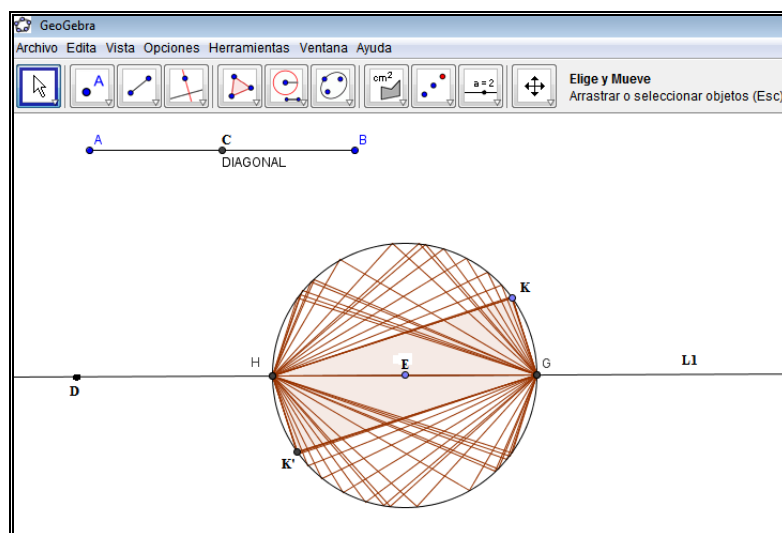 GeoGebra
Archivo Edita Vista Opciones Herramientas Ventana Ayuda
A
cm²
a = 2
Elige y Mueve
Arrastrar o seleccionar objetos (Esc)
A C B
DIAGONAL
K
H E G L1
D
K'